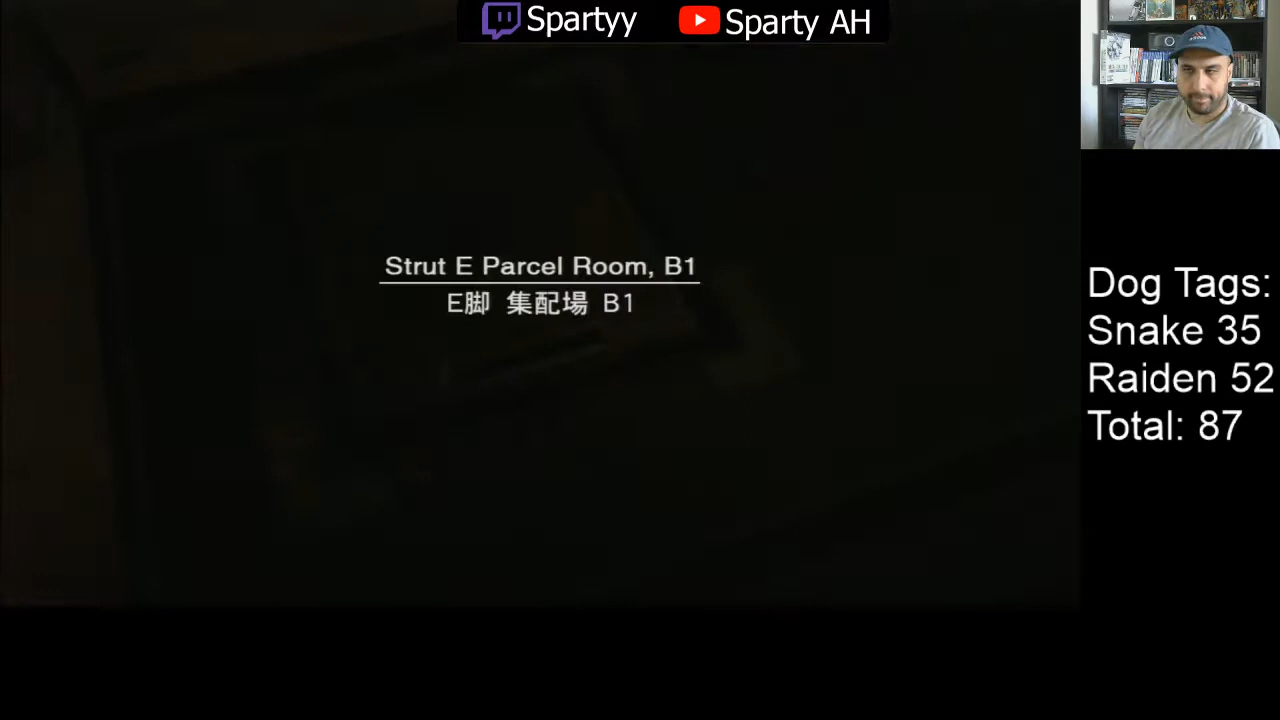 Spartyy
Sparty AH
Strut E Parcel Room, B1
E脚 集配場 B1
Dog Tags:
Snake 35
Raiden 52
Total: 87